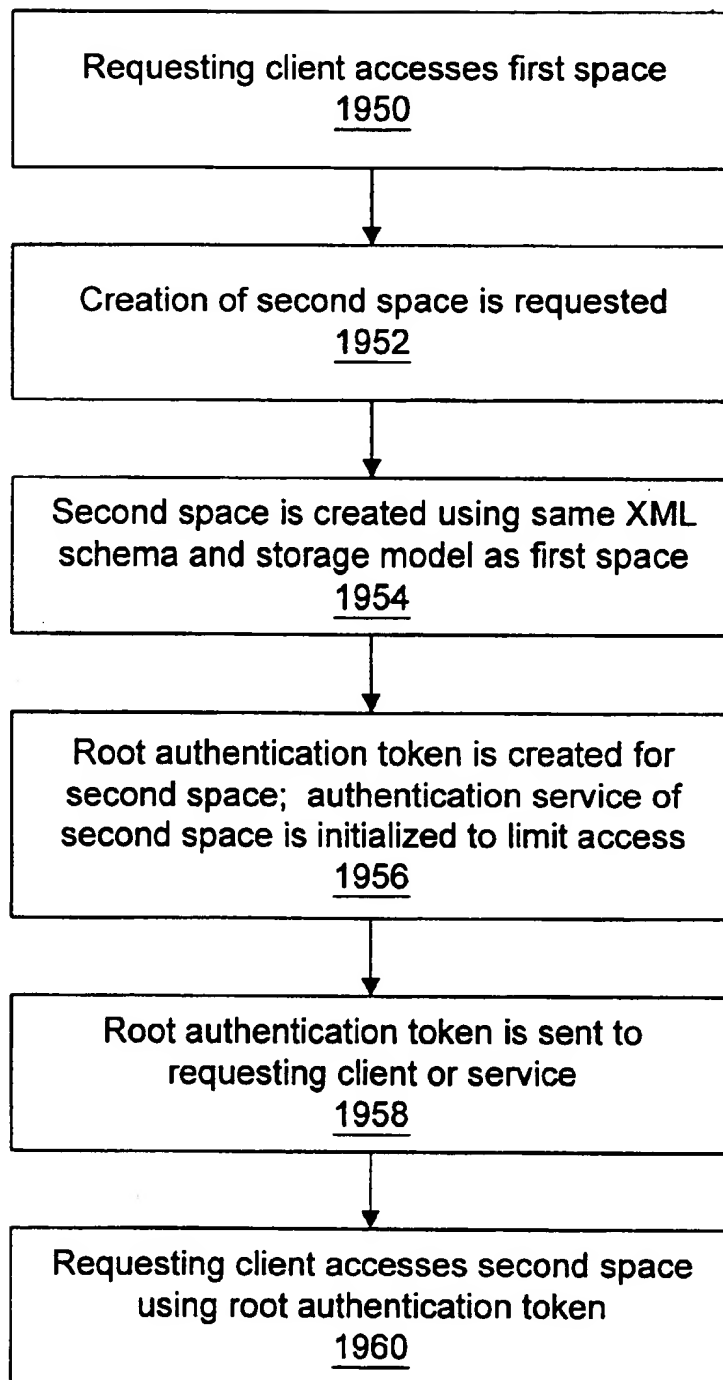 Requesting client accesses first space
1950
Creation of second space is requested
1952
Second space is created using same XML
schema and storage model as first space
1954
Root authentication token is created for
second space; authentication service of
second space is initialized to limit access
1956
Root authentication token is sent to
requesting client or service
1958
Requesting client accesses second space
using root authentication token
1960